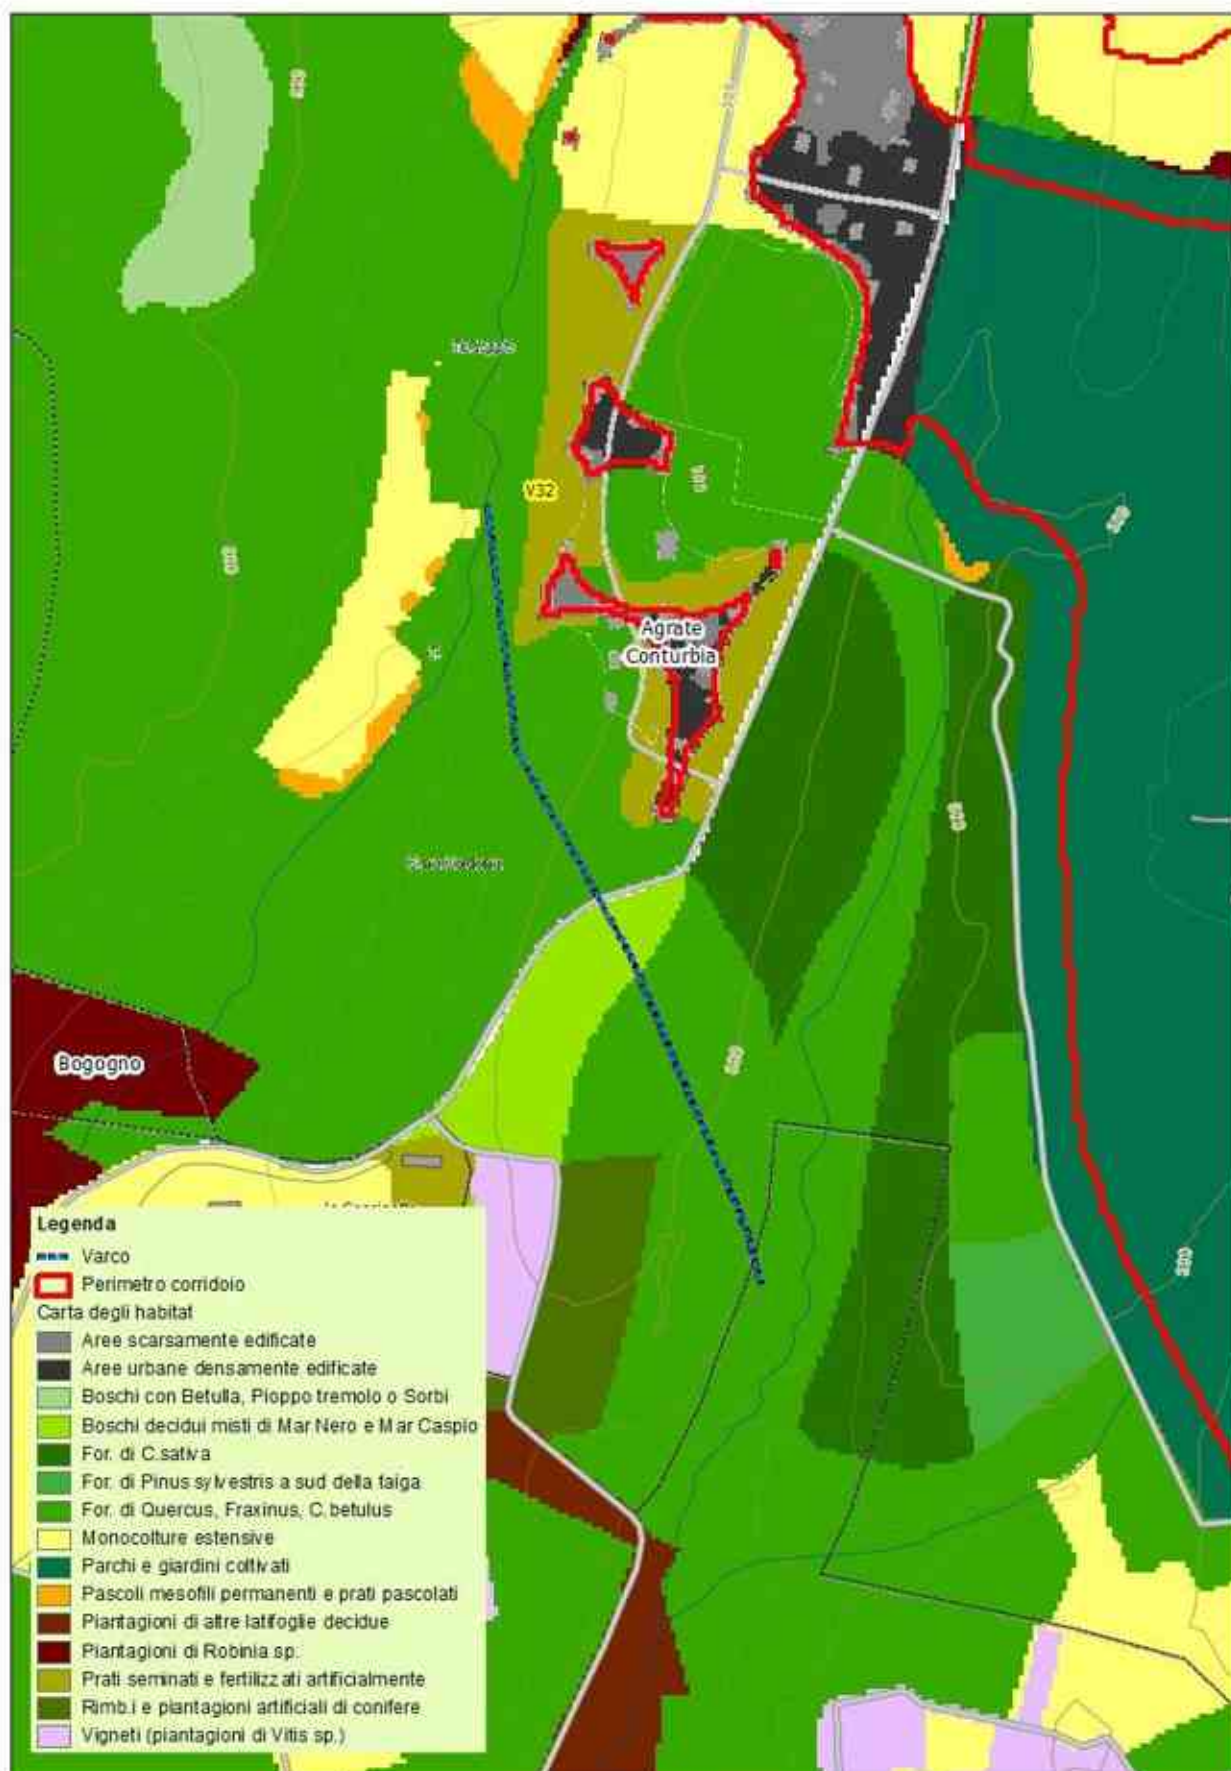 V32
Agrate
Conturbia
Bogogno
Legenda
Varco
Perimetro corridoio
Carta degli habitat
Aree scarsamente edificate
Aree urbane densamente edificate
Boschi con Betulla, Pioppo tremolo o Sorbi
Boschi decidui misti di Mar Nero e Mar Caspio
For. di C.sativa
For. di Pinus sylvestris a sud della taiga
For. di Quercus, Fraxinus, C.betulus
Monocolture estensive
Parchi e giardini coltivati
Pascoli mesofili permanenti e prati pascolati
Piantagioni di altre latifoglie decidue
Piantagioni di Robinia sp.
Prati seminati e fertilizzati artificialmente
Rimb.i e piantagioni artificiali di conifere
Vigneti (piantagioni di Vitis sp.)